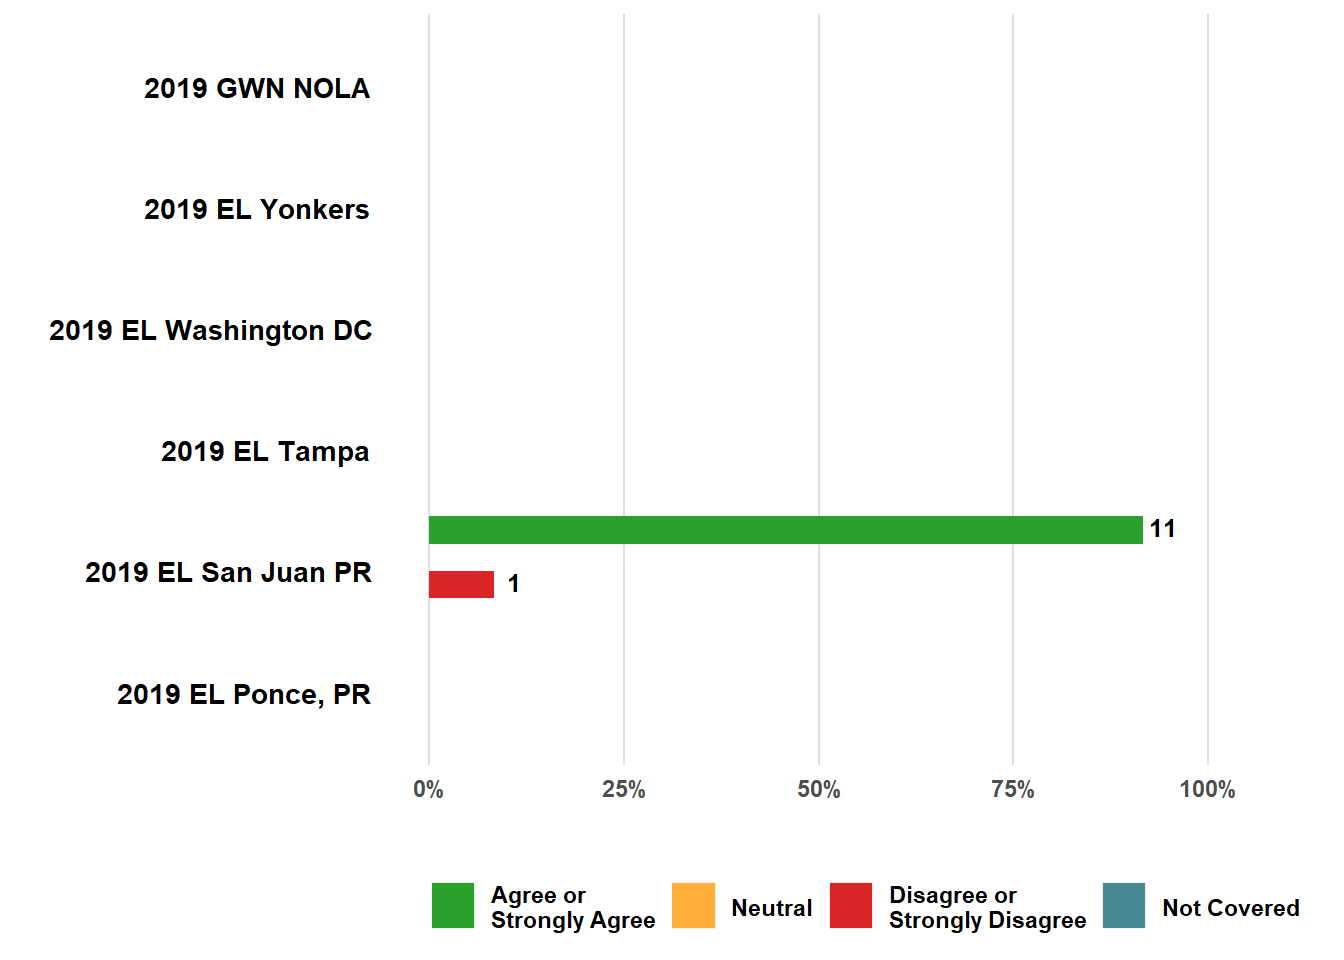 2019 GWN NOLA
2019 EL Yonkers
2019 EL Washington DC
2019 EL Tampa
11
2019 EL San Juan PR
1
2019 EL Ponce, PR
0% 25% 50% 75% 100%
Agree or
Strongly Agree
Neutral
Disagree or
Strongly Disagree
Not Covered